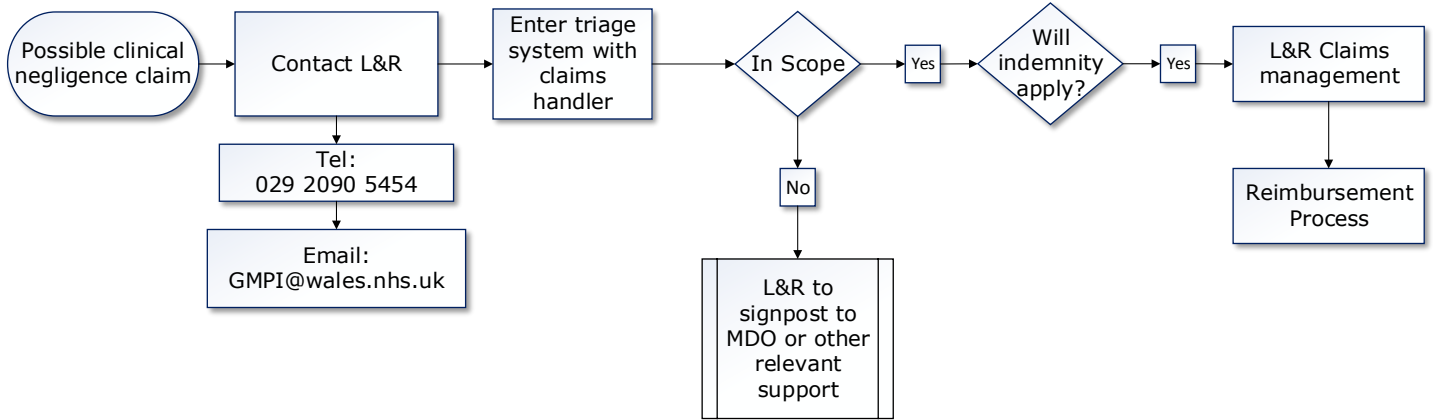 Possible clinical
negligence claim
Contact L&R
Tel:
029 2090 5454
Email:
GMPI@wales.nhs.uk
Enter triage
system with
claims
handler
In Scope
Yes
No
L&R to
signpost to
MDO or other
relevant
support
Will
indemnity
apply?
Yes
L&R Claims
management
Reimbursement
Process